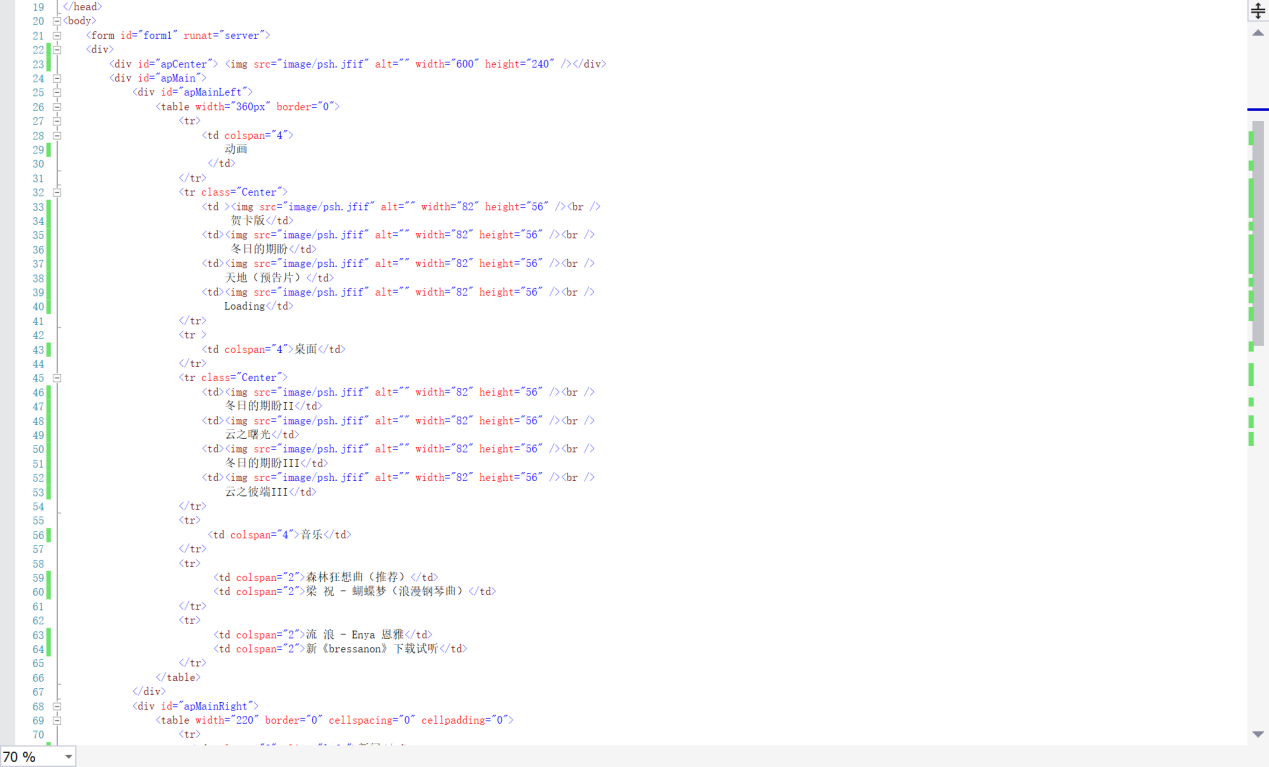 19 </head>
20 <body>
21 <form id="form1" runat="server">
22 <div>
23 <div id="apCenter"> <img src="image/psh.jfif" alt="" width="600" height="240" /></div>
24 <div id="apMain">
25 <div id="apMainLeft">
26 <table width="360px" border="0">
27 <tr>
28 <td colspan="4">
29 动画
30 </td>
31 </tr>
32 <tr class="Center">
33 <td ><img src="image/psh.jfif" alt="" width="82" height="56" /><br />
34 贺卡版</td>
35 <td><img src="image/psh.jfif" alt="" width="82" height="56" /><br />
36 冬日的期盼</td>
37 <td><img src="image/psh.jfif" alt="" width="82" height="56" /><br />
38 天地（预告片）</td>
39 <td><img src="image/psh.jfif" alt="" width="82" height="56" /><br />
40 Loading</td>
41 </tr>
42 <tr >
43 <td colspan="4">桌面</td>
44 </tr>
45 <tr class="Center">
46 <td><img src="image/psh.jfif" alt="" width="82" height="56" /><br />
47 冬日的期盼II</td>
48 <td><img src="image/psh.jfif" alt="" width="82" height="56" /><br />
49 云之曙光</td>
50 <td><img src="image/psh.jfif" alt="" width="82" height="56" /><br />
51 冬日的期盼III</td>
52 <td><img src="image/psh.jfif" alt="" width="82" height="56" /><br />
53 云之彼端III</td>
54 </tr>
55 <tr>
56 <td colspan="4">音乐</td>
57 </tr>
58 <tr>
59 <td colspan="2">森林狂想曲（推荐）</td>
60 <td colspan="2">梁 祝 - 蝴蝶梦（浪漫钢琴曲）</td>
61 </tr>
62 <tr>
63 <td colspan="2">流 浪 - Enya 恩雅</td>
64 <td colspan="2">新《bressanon》下载试听</td>
65 </tr>
66 </table>
67 </div>
68 <div id="apMainRight">
69 <table width="220" border="0" cellspacing="0" cellpadding="0">
70 <tr>
70 %